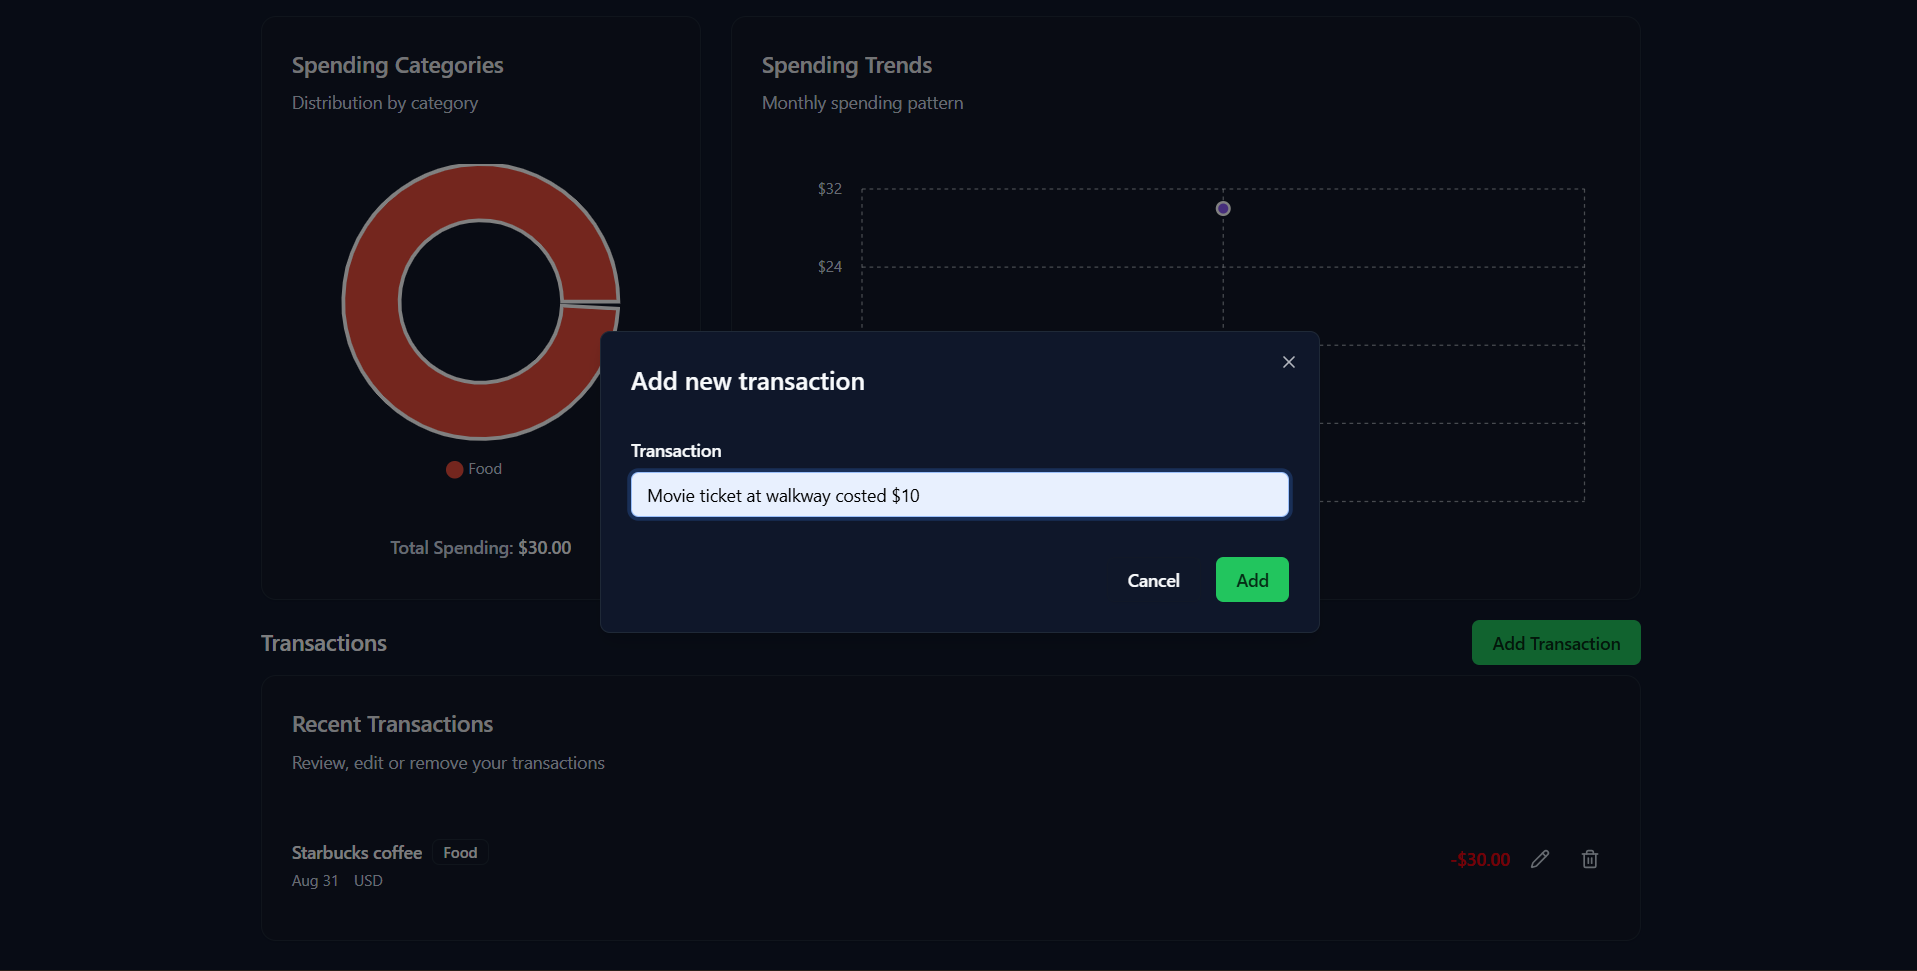 Spending Categories
Distribution by category
Food
Total Spending: $30.00
Spending Trends
Monthly spending pattern
$32
$24
Add new transaction
Transaction
Movie ticket at walkway costed $10
Cancel
Add
Transactions
Add Transaction
Recent Transactions
Review, edit or remove your transactions
Starbucks coffee Food
-$30.00
Aug 31 USD